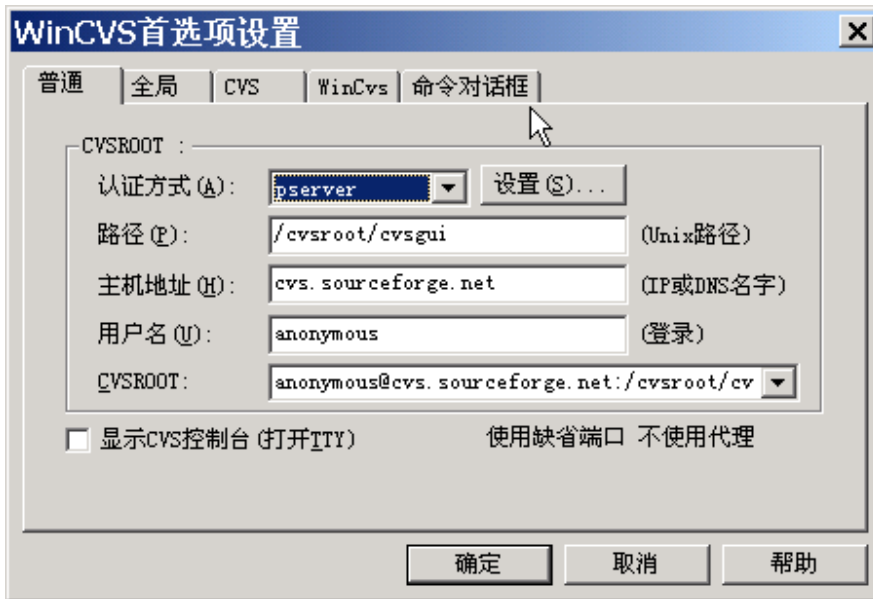 WinCVS首选项设置
普通 全局 CVS WinCvs 命令对话框
CVSROOT :
认证方式(A): pserver 设置(S)...
路径(P): /cvsroot/cvsgui (Unix路径)
主机地址(H): cvs.sourceforge.net (IP或DNS名字)
用户名(U): anonymous (登录)
CVSROOT: anonymous@cvs.sourceforge.net:/cvsroot/cv
显示CVS控制台(打开TTY) 使用缺省端口 不使用代理
确定 取消 帮助